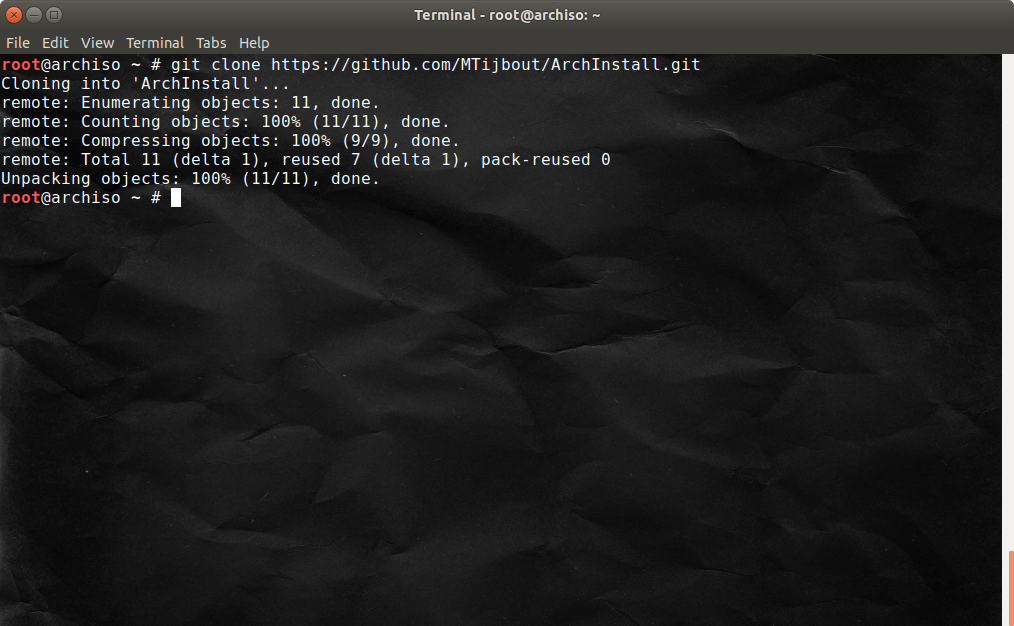 Terminal - root@archiso: ~
File Edit View Terminal Tabs Help
root@archiso ~ # git clone https://github.com/MTijbout/ArchInstall.git
Cloning into 'ArchInstall'...
remote: Enumerating objects: 11, done.
remote: Counting objects: 100% (11/11), done.
remote: Compressing objects: 100% (9/9), done.
remote: Total 11 (delta 1), reused 7 (delta 1), pack-reused 0
Unpacking objects: 100% (11/11), done.
root@archiso ~ #